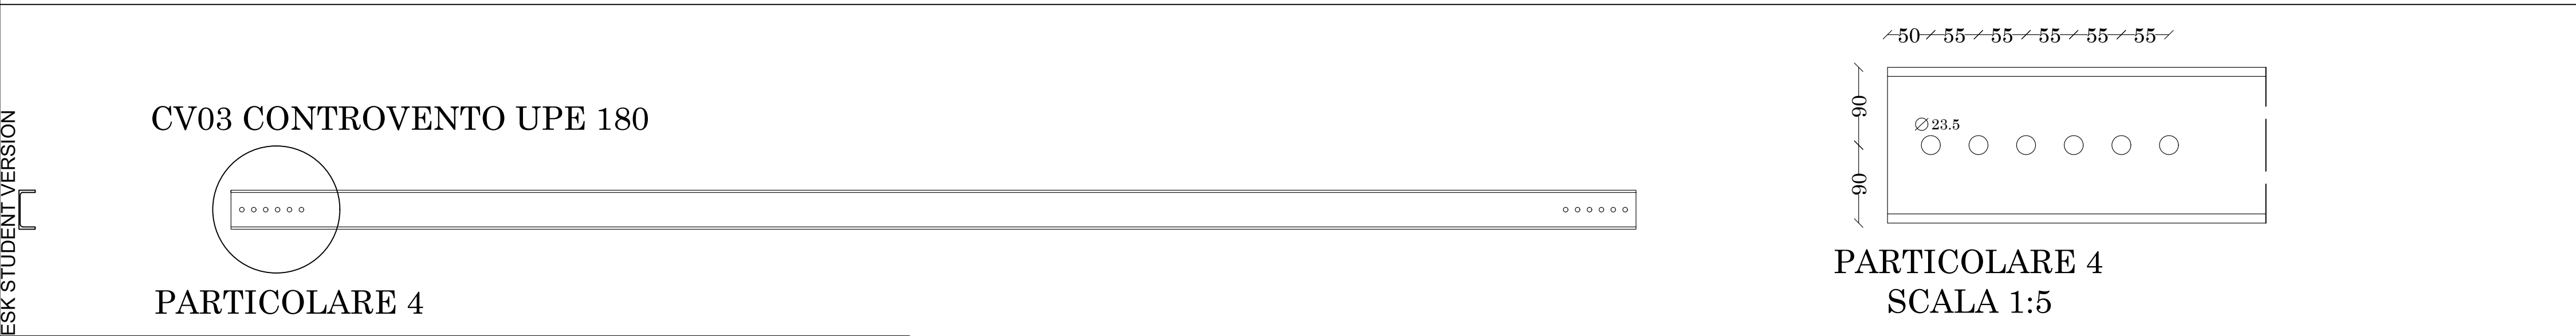 ESK STUDENT VERSION
CV03 CONTROVENTO UPE 180
PARTICOLARE 4
50 55 55 55 55 55
90
90
⌀ 23.5
PARTICOLARE 4
SCALA 1:5